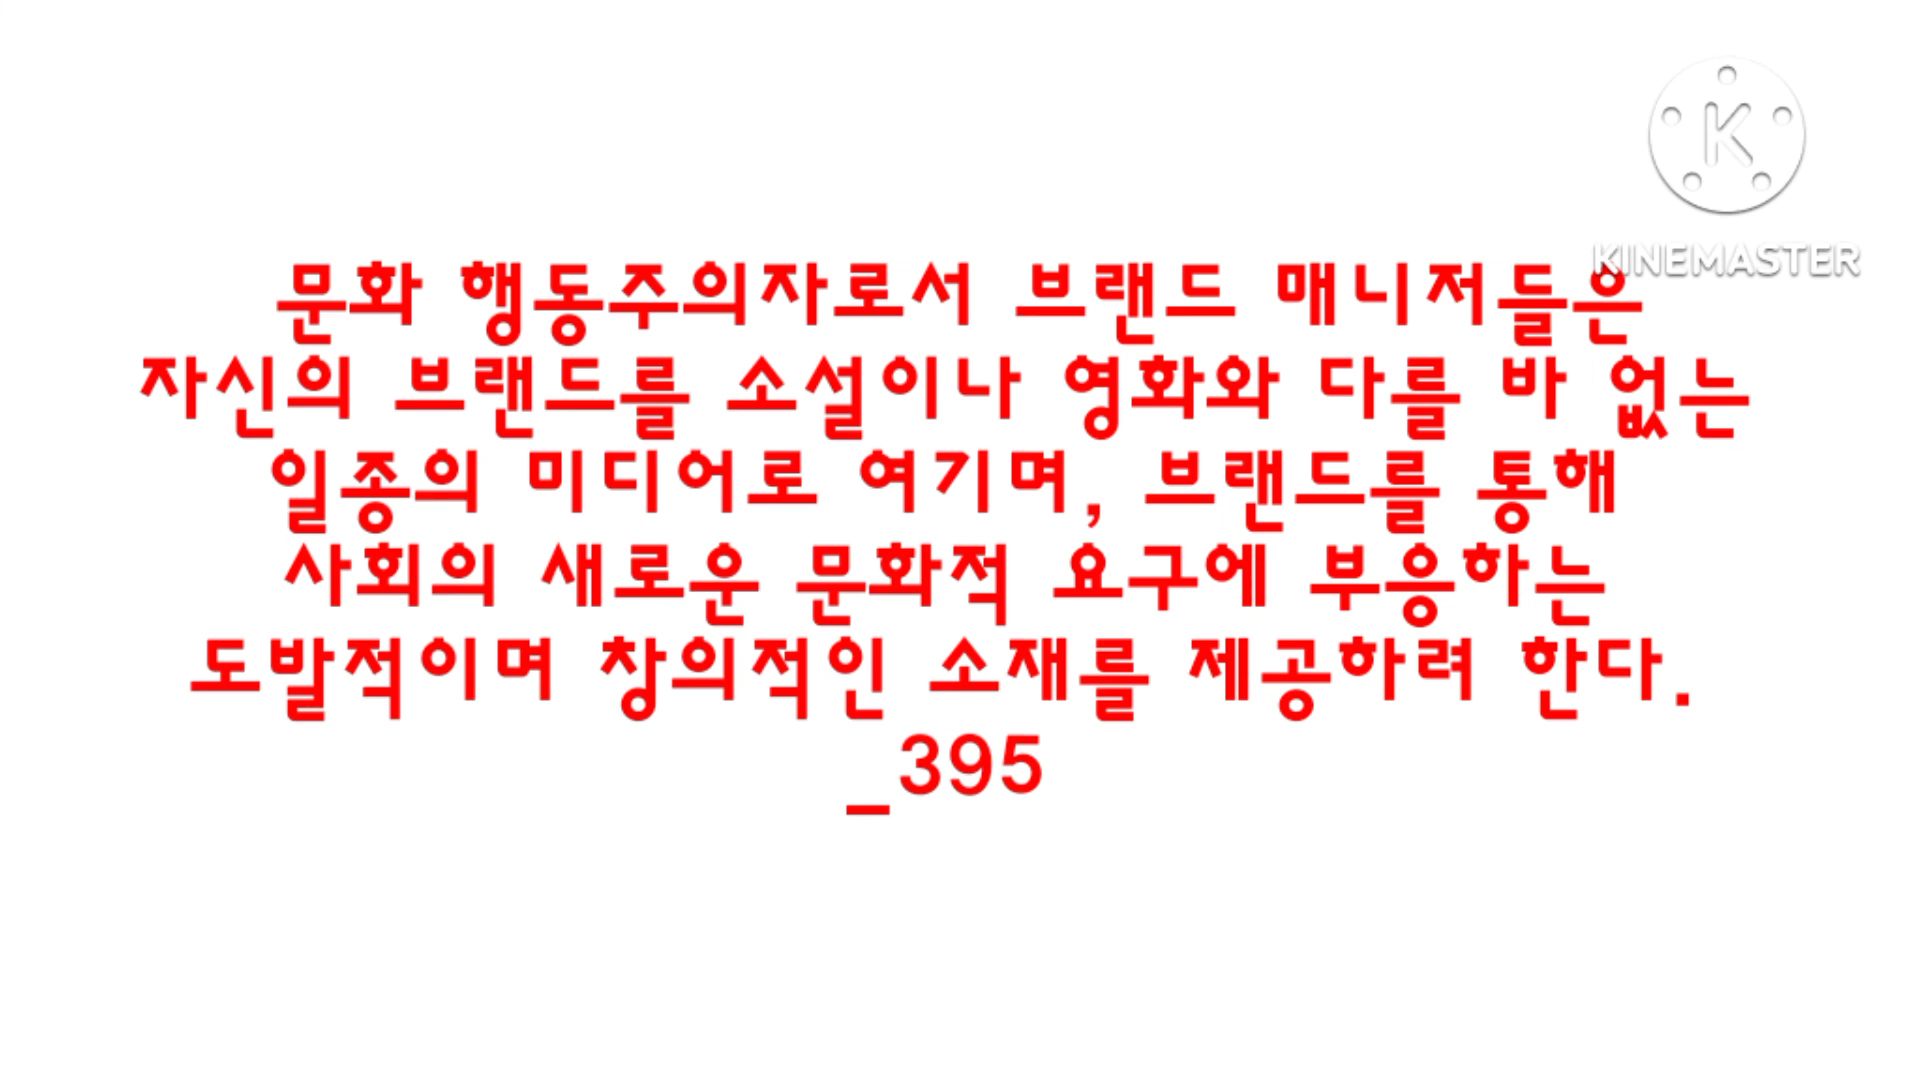 K
KINEMASTER
문화 행동주의자로서 브랜드 매니저들은
자신의 브랜드를 소설이나 영화와 다를 바 없는
일종의 미디어로 여기며, 브랜드를 통해
사회의 새로운 문화적 요구에 부응하는
도발적이며 창의적인 소재를 제공하려 한다.
_395